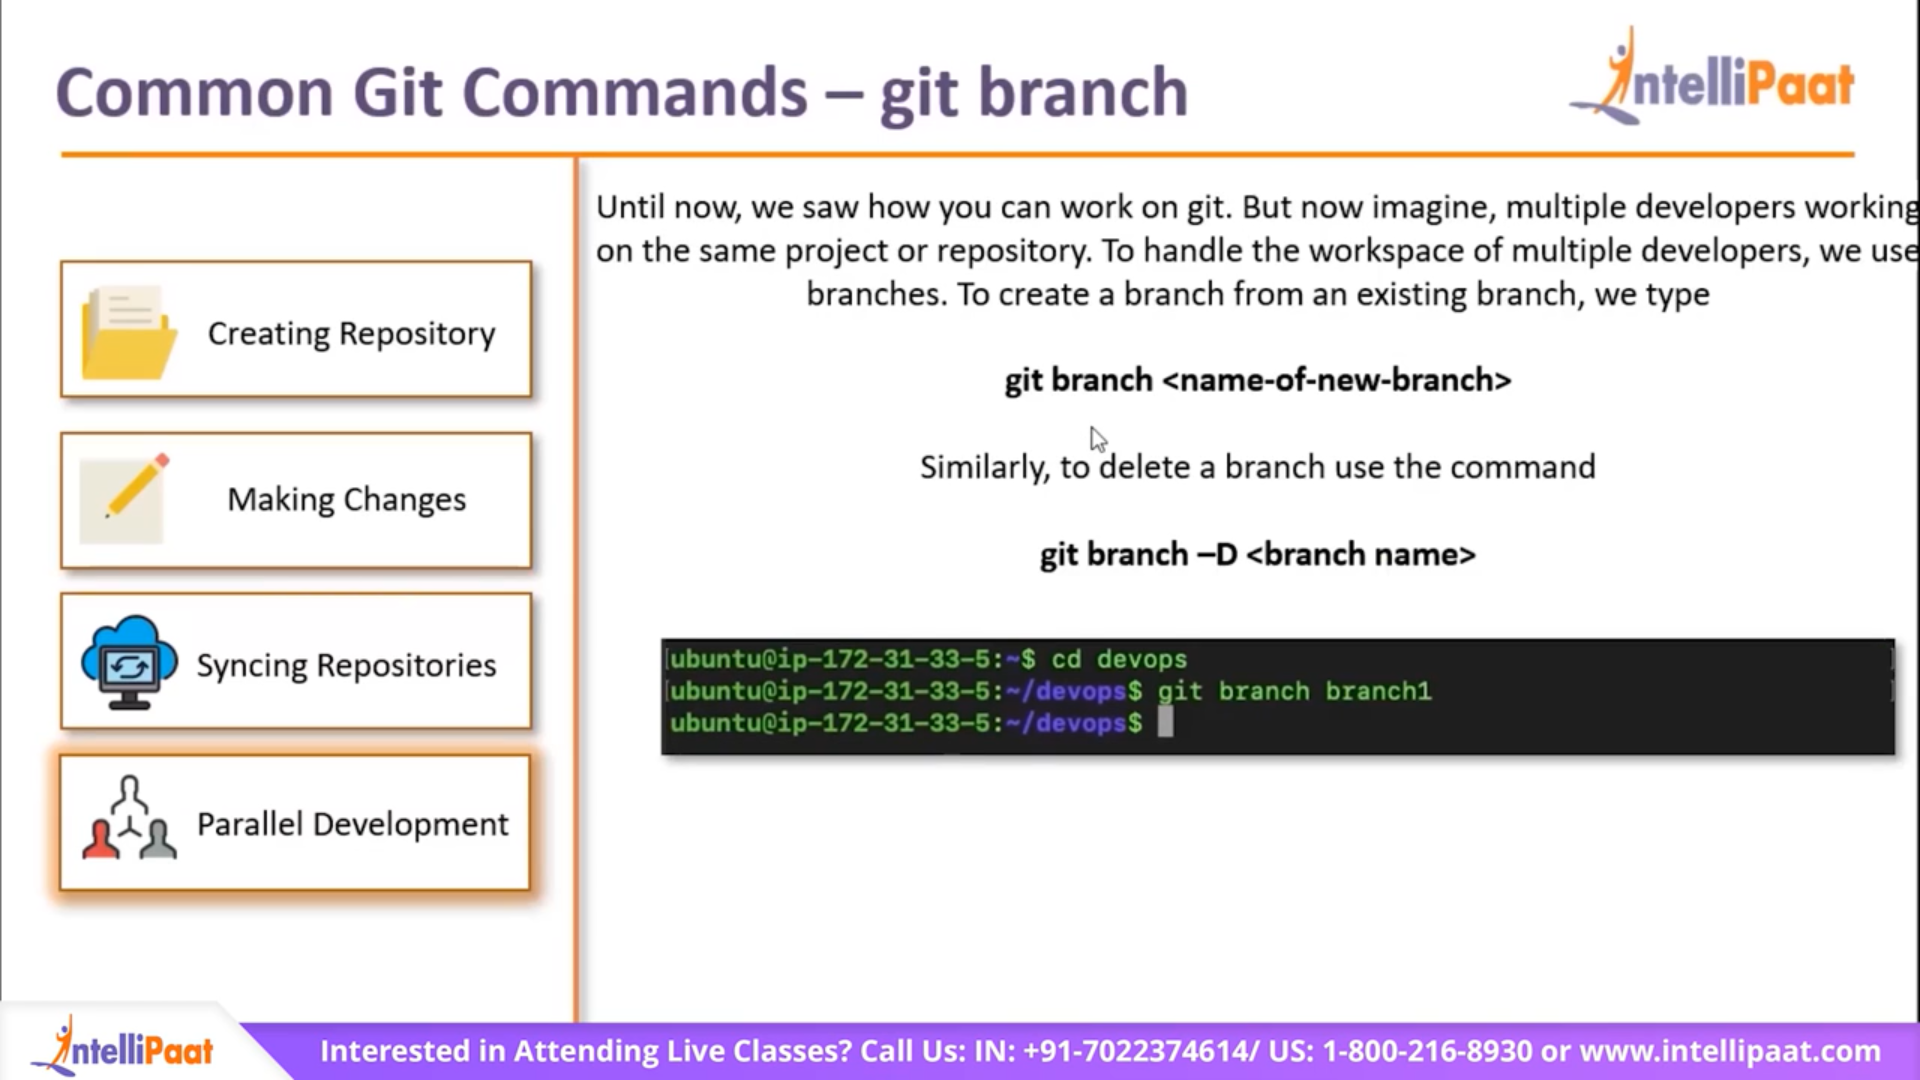 Common Git Commands – git branch
IntelliPaat
Creating Repository
Making Changes
Syncing Repositories
Parallel Development
Until now, we saw how you can work on git. But now imagine, multiple developers working
on the same project or repository. To handle the workspace of multiple developers, we use
branches. To create a branch from an existing branch, we type
git branch <name-of-new-branch>
Similarly, to delete a branch use the command
git branch –D <branch name>
[ubuntu@ip-172-31-33-5:~$ cd devops
[ubuntu@ip-172-31-33-5:~/devops$ git branch branch1
ubuntu@ip-172-31-33-5:~/devops$
IntelliPaat
Interested in Attending Live Classes? Call Us: IN: +91-7022374614/ US: 1-800-216-8930 or www.intellipaat.com